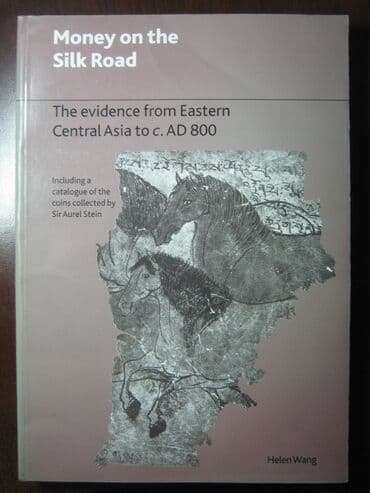 Money on the
Silk Road
The evidence from Eastern
Central Asia to c. AD 800
Including a
catalogue of the
coins collected by
Sir Aurel Stein
Helen Wang